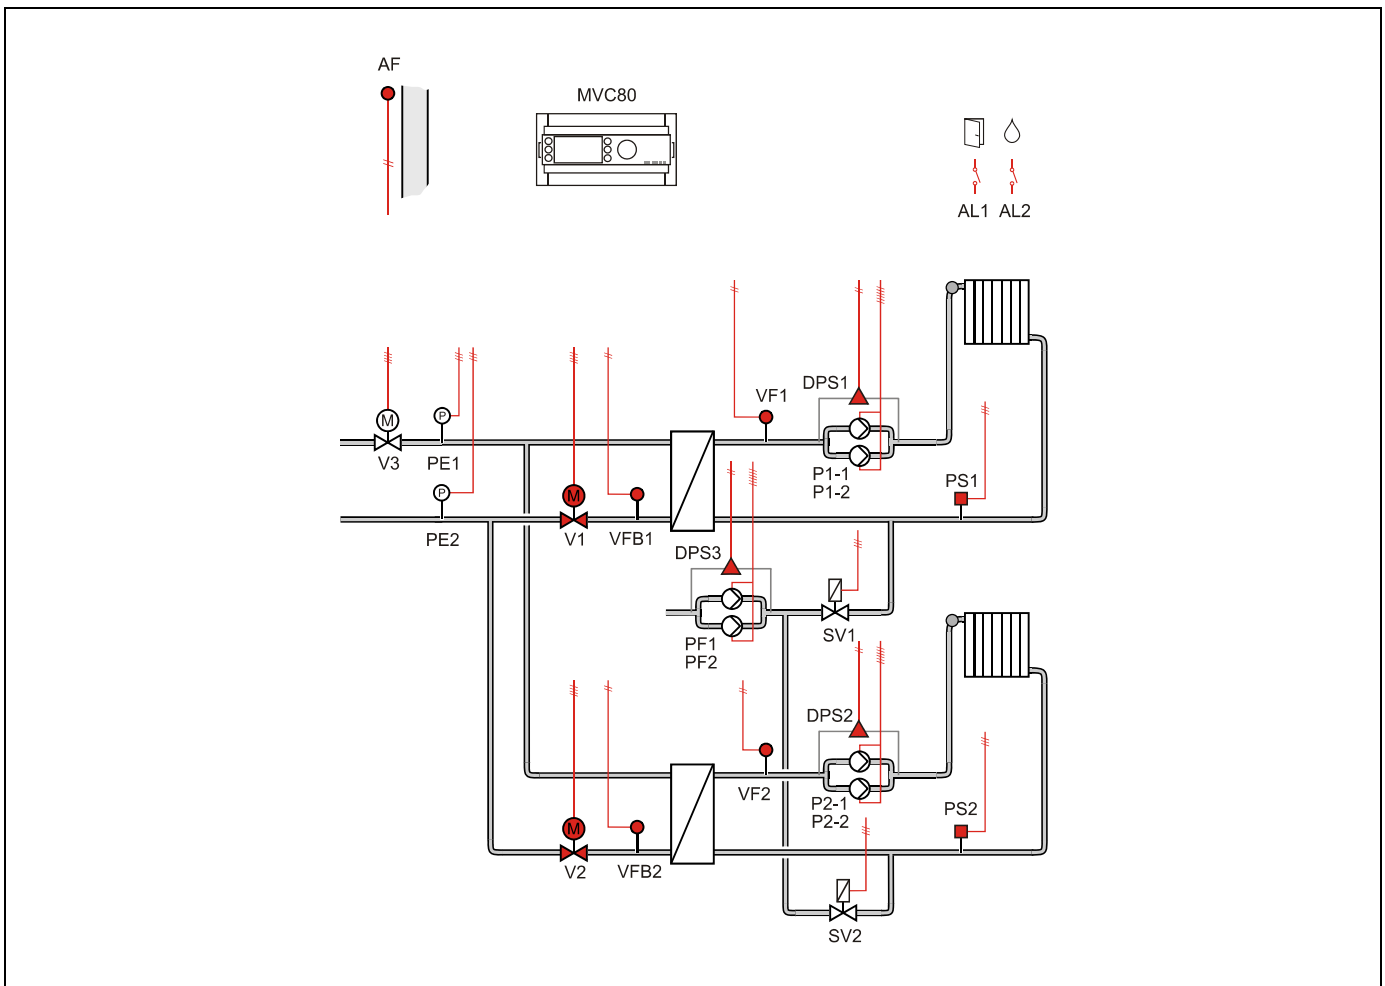 AF
MVC80
AL1 AL2
DPS1
VF1
M
P
V3
PE1
P1-1
P1-2
PS1
P
M
PE2
V1
VFB1
DPS3
SV1
PF1
PF2
DPS2
VF2
P2-1
P2-2
PS2
M
V2
VFB2
SV2